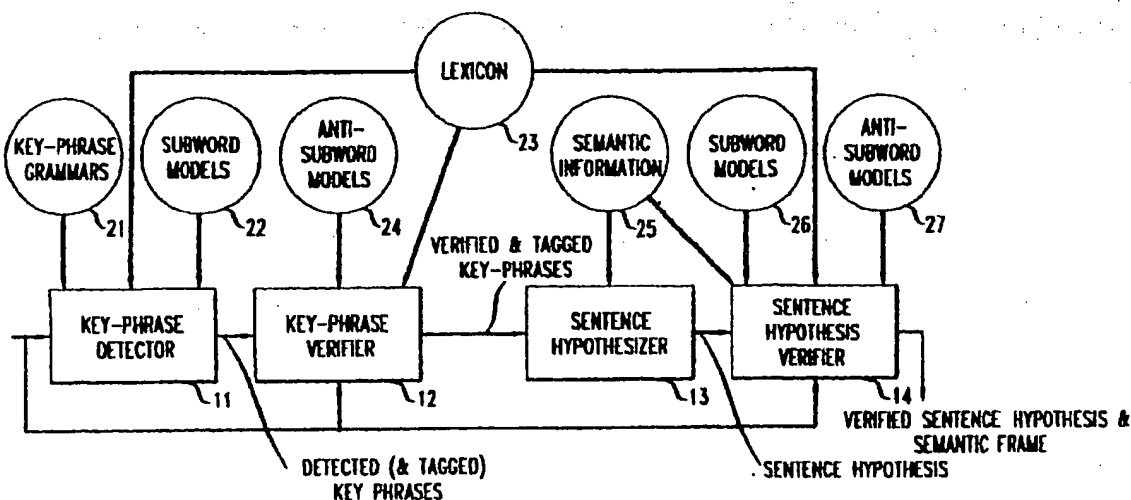 LEXICON
23
KEY-PHRASE
GRAMMARS
21
SUBWORD
MODELS
22
ANTI-
SUBWORD
MODELS
24
SEMANTIC
INFORMATION
25
SUBWORD
MODELS
26
ANTI-
SUBWORD
MODELS
27
VERIFIED & TAGGED
KEY-PHRASES
KEY-PHRASE
DETECTOR
11
KEY-PHRASE
VERIFIER
12
SENTENCE
HYPOTHESIZER
13
SENTENCE
HYPOTHESIS
VERIFIER
14
VERIFIED SENTENCE HYPOTHESIS &
SEMANTIC FRAME
SENTENCE HYPOTHESIS
DETECTED (& TAGGED)
KEY PHRASES